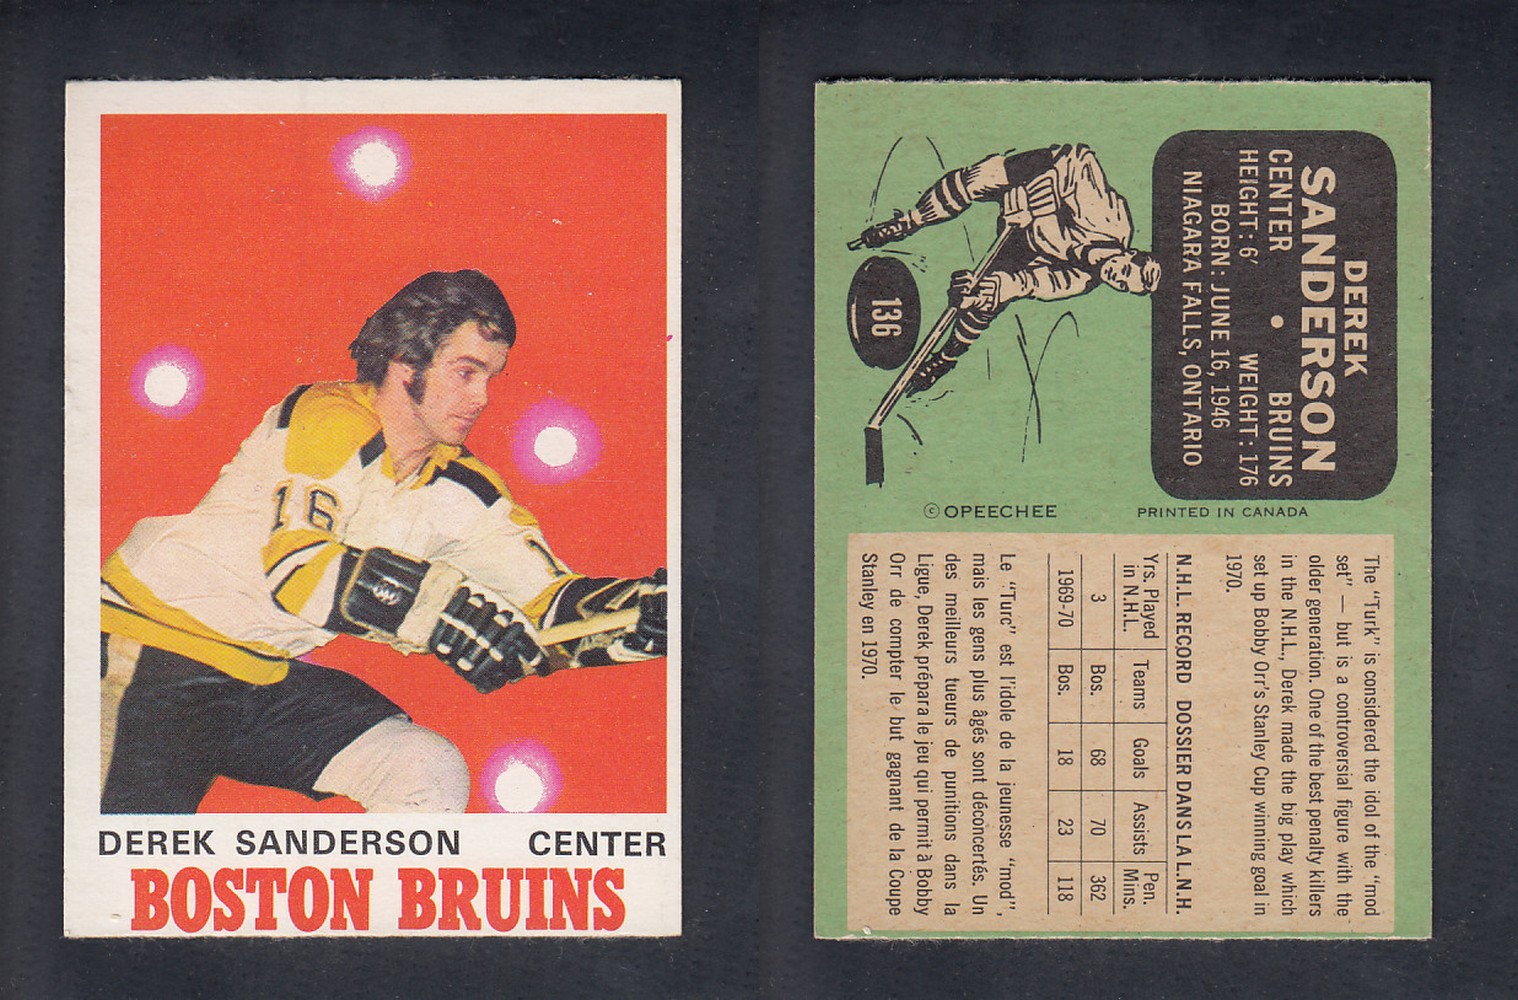 16
1
DEREK SANDERSON CENTER
BOSTON BRUINS
DEREK
SANDERSON
CENTER • BRUINS
HEIGHT: 6' WEIGHT: 176
BORN: JUNE 16, 1946
NIAGARA FALLS, ONTARIO
136
© OPEECHEE PRINTED IN CANADA
The "Turk" is considered the idol of the "mod
set" — but is a controversial figure with the
older generation. One of the best penalty killers
in the N.H.L., Derek made the big play which
set up Bobby Orr's Stanley Cup winning goal in
1970.
N.H.L. RECORD DOSSIER DANS LA L.N.H.
Yrs. Played Teams Goals Assists Pen.
in N.H.L. Mins.
3 Bos. 68 70 362
1969-70 Bos. 18 23 118
Le "Turc" est l'idole de la jeunesse "mod",
mais les gens plus âgés sont déconcertés. Un
des meilleurs tueurs de punitions dans la
Ligue, Derek prépara le jeu qui permit à Bobby
Orr de compter le but gagnant de la Coupe
Stanley en 1970.